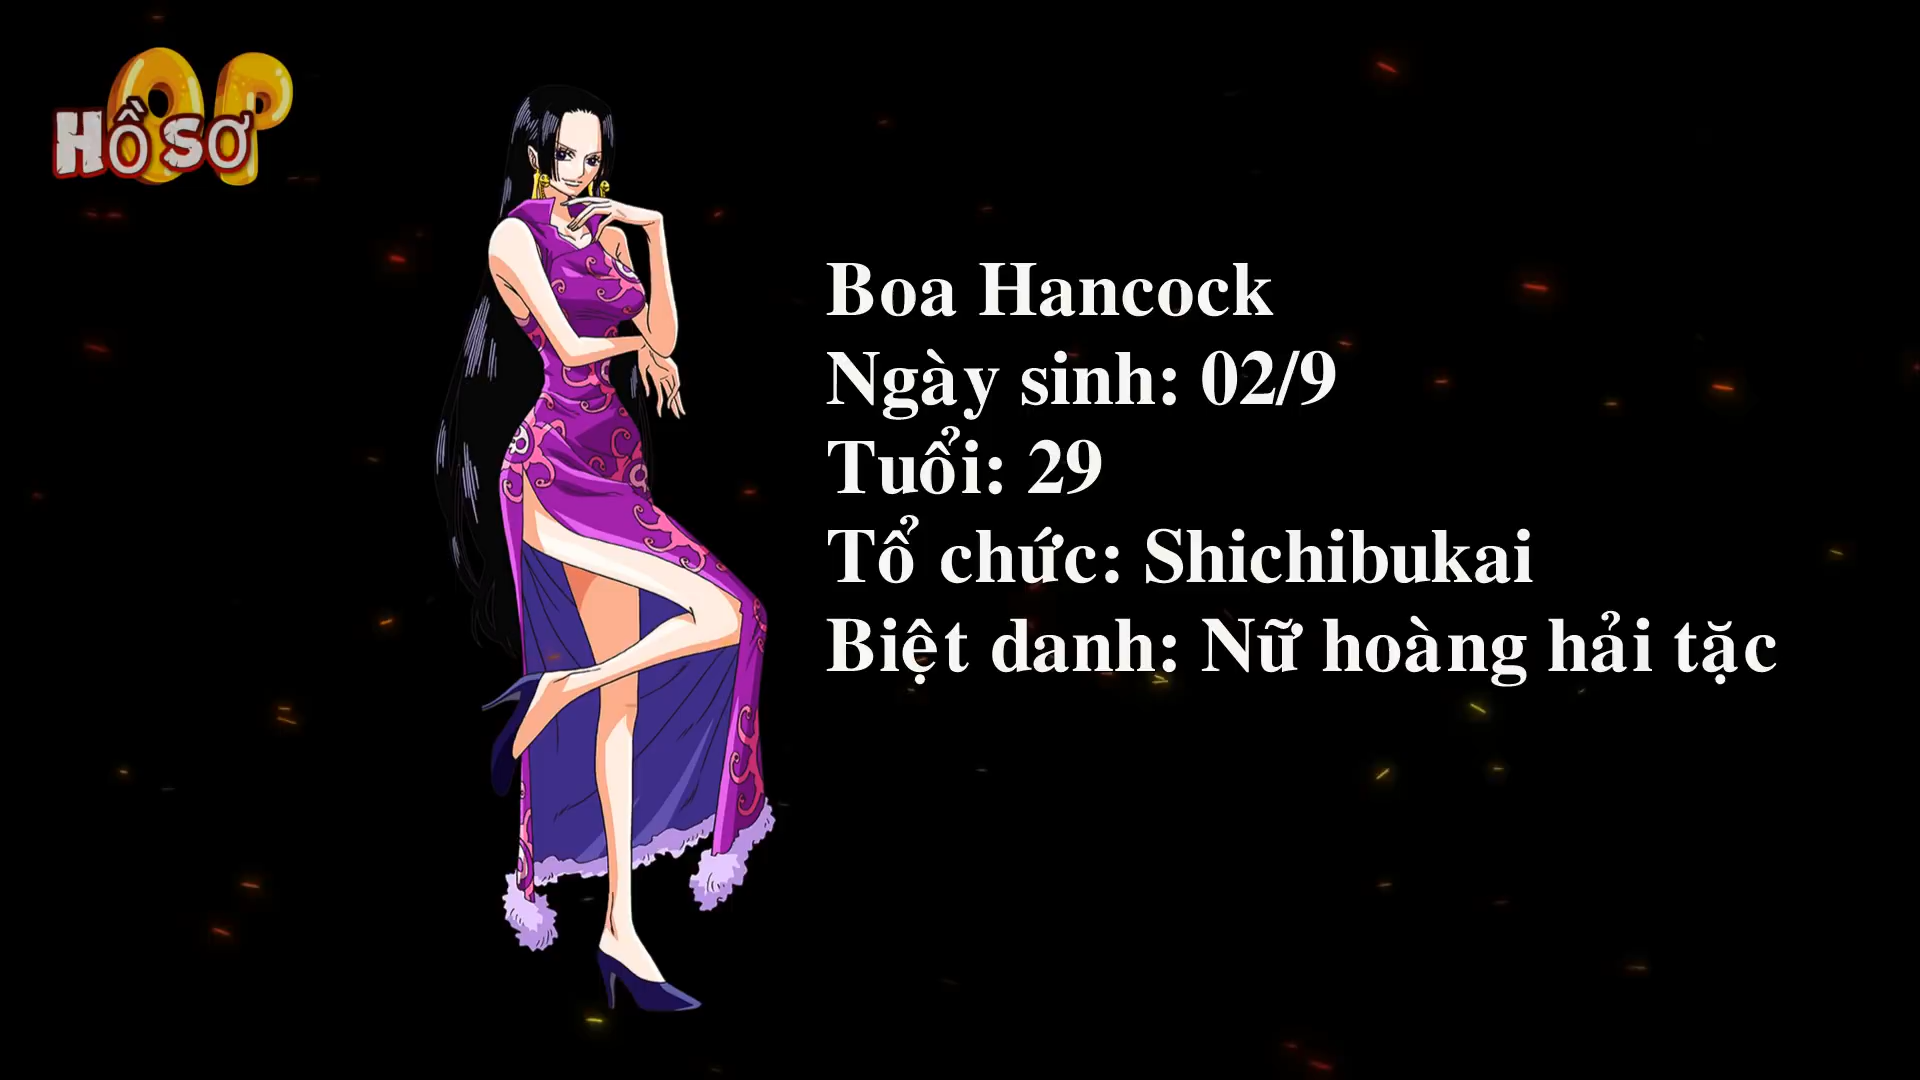 OP
Hồ sơ
Boa Hancock
Ngày sinh: 02/9
Tuổi: 29
Tổ chức: Shichibukai
Biệt danh: Nữ hoàng hải tặc